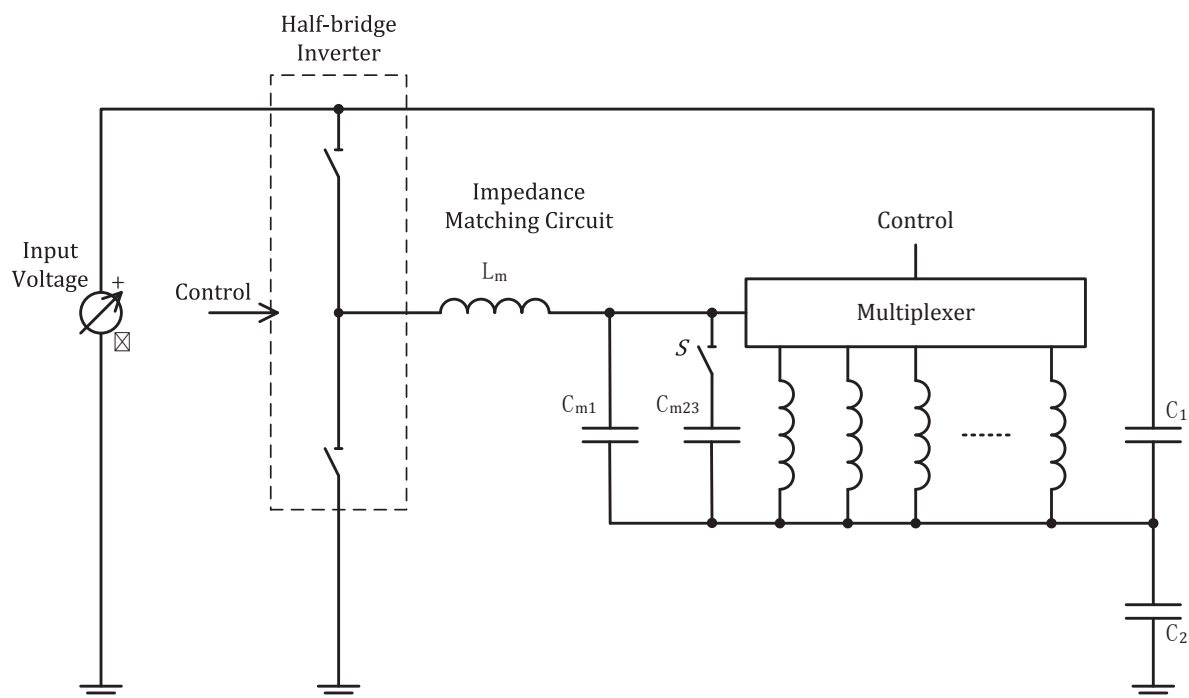 Half-bridge
Inverter
Impedance
Matching Circuit
Control
Input
Voltage
+
Control
Lm
Multiplexer
S
Cm1
Cm23
C1
C2